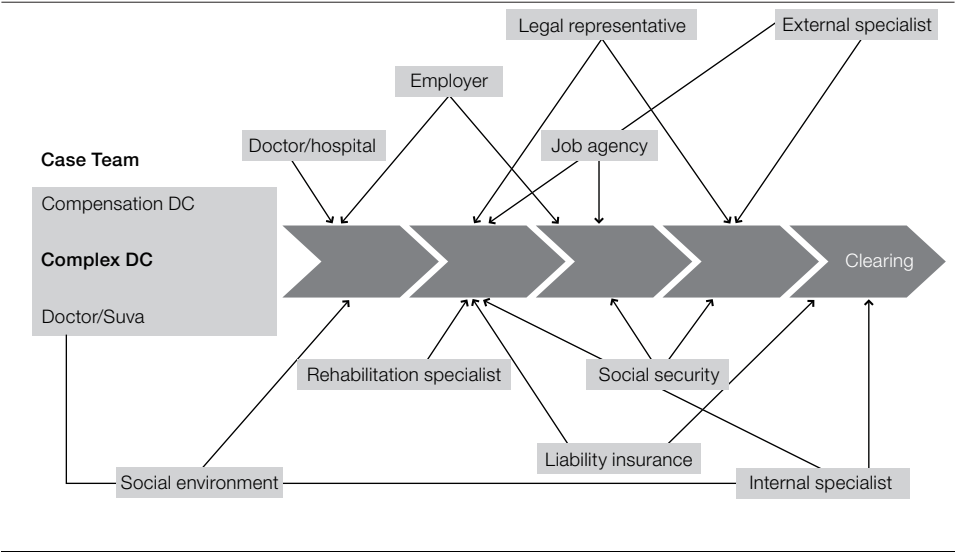 Legal representative
External specialist
Employer
Doctor/hospital
Job agency
Case Team
Compensation DC
Complex DC
Clearing
Doctor/Suva
Rehabilitation specialist
Social security
Liability insurance
Social environment
Internal specialist